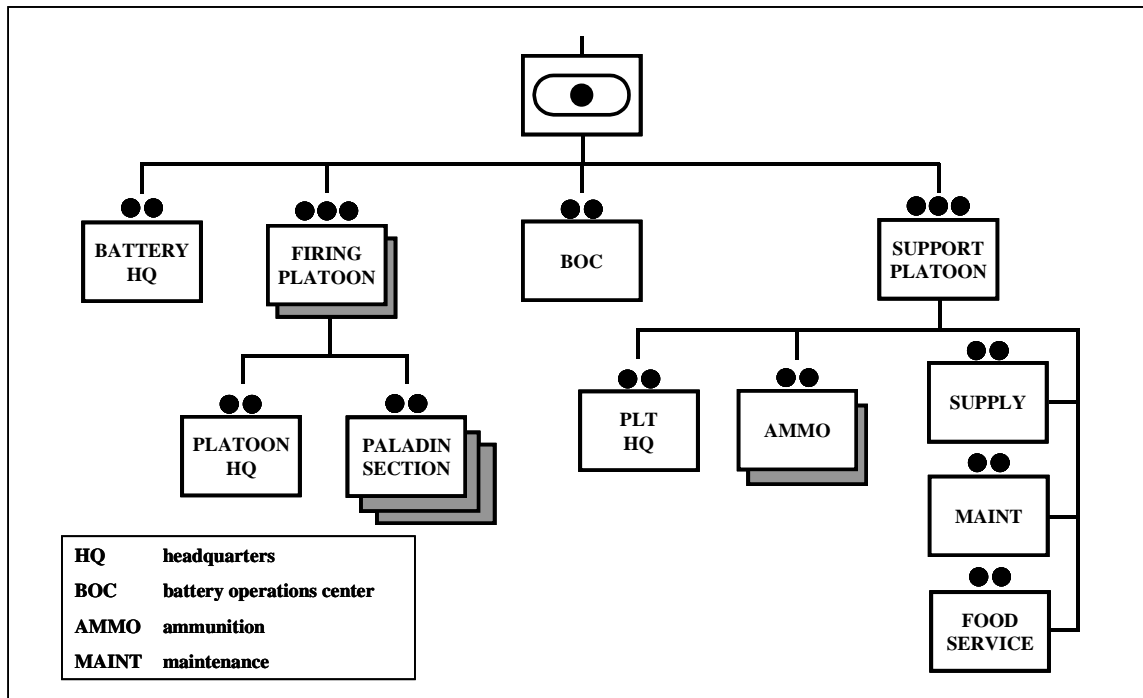 BATTERY
HQ
FIRING
PLATOON
BOC
SUPPORT
PLATOON
PLATOON
HQ
PALADIN
SECTION
PLT
HQ
AMMO
SUPPLY
MAINT
FOOD
SERVICE
HQ headquarters
BOC battery operations center
AMMO ammunition
MAINT maintenance